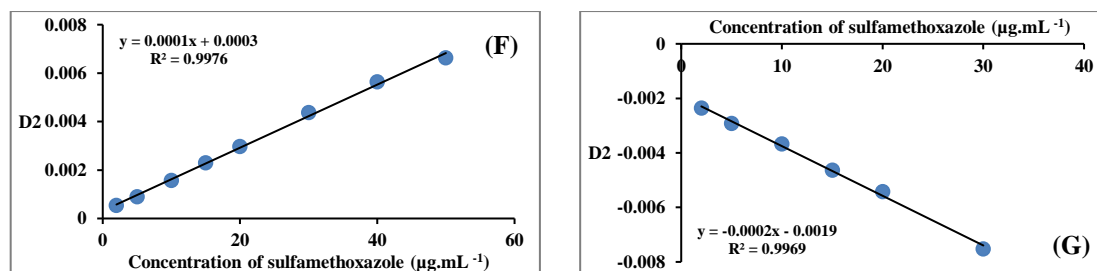 0.008
y = 0.0001x + 0.0003
R² = 0.9976
(F)
0.006
D2
0.004
0.002
0
0 20 40 60
Concentration of sulfamethoxazole (µg.mL⁻¹)
Concentration of sulfamethoxazole (µg.mL⁻¹)
0
0 10 20 30 40
-0.002
D2
-0.004
-0.006
y = -0.0002x - 0.0019
R² = 0.9969
(G)
-0.008